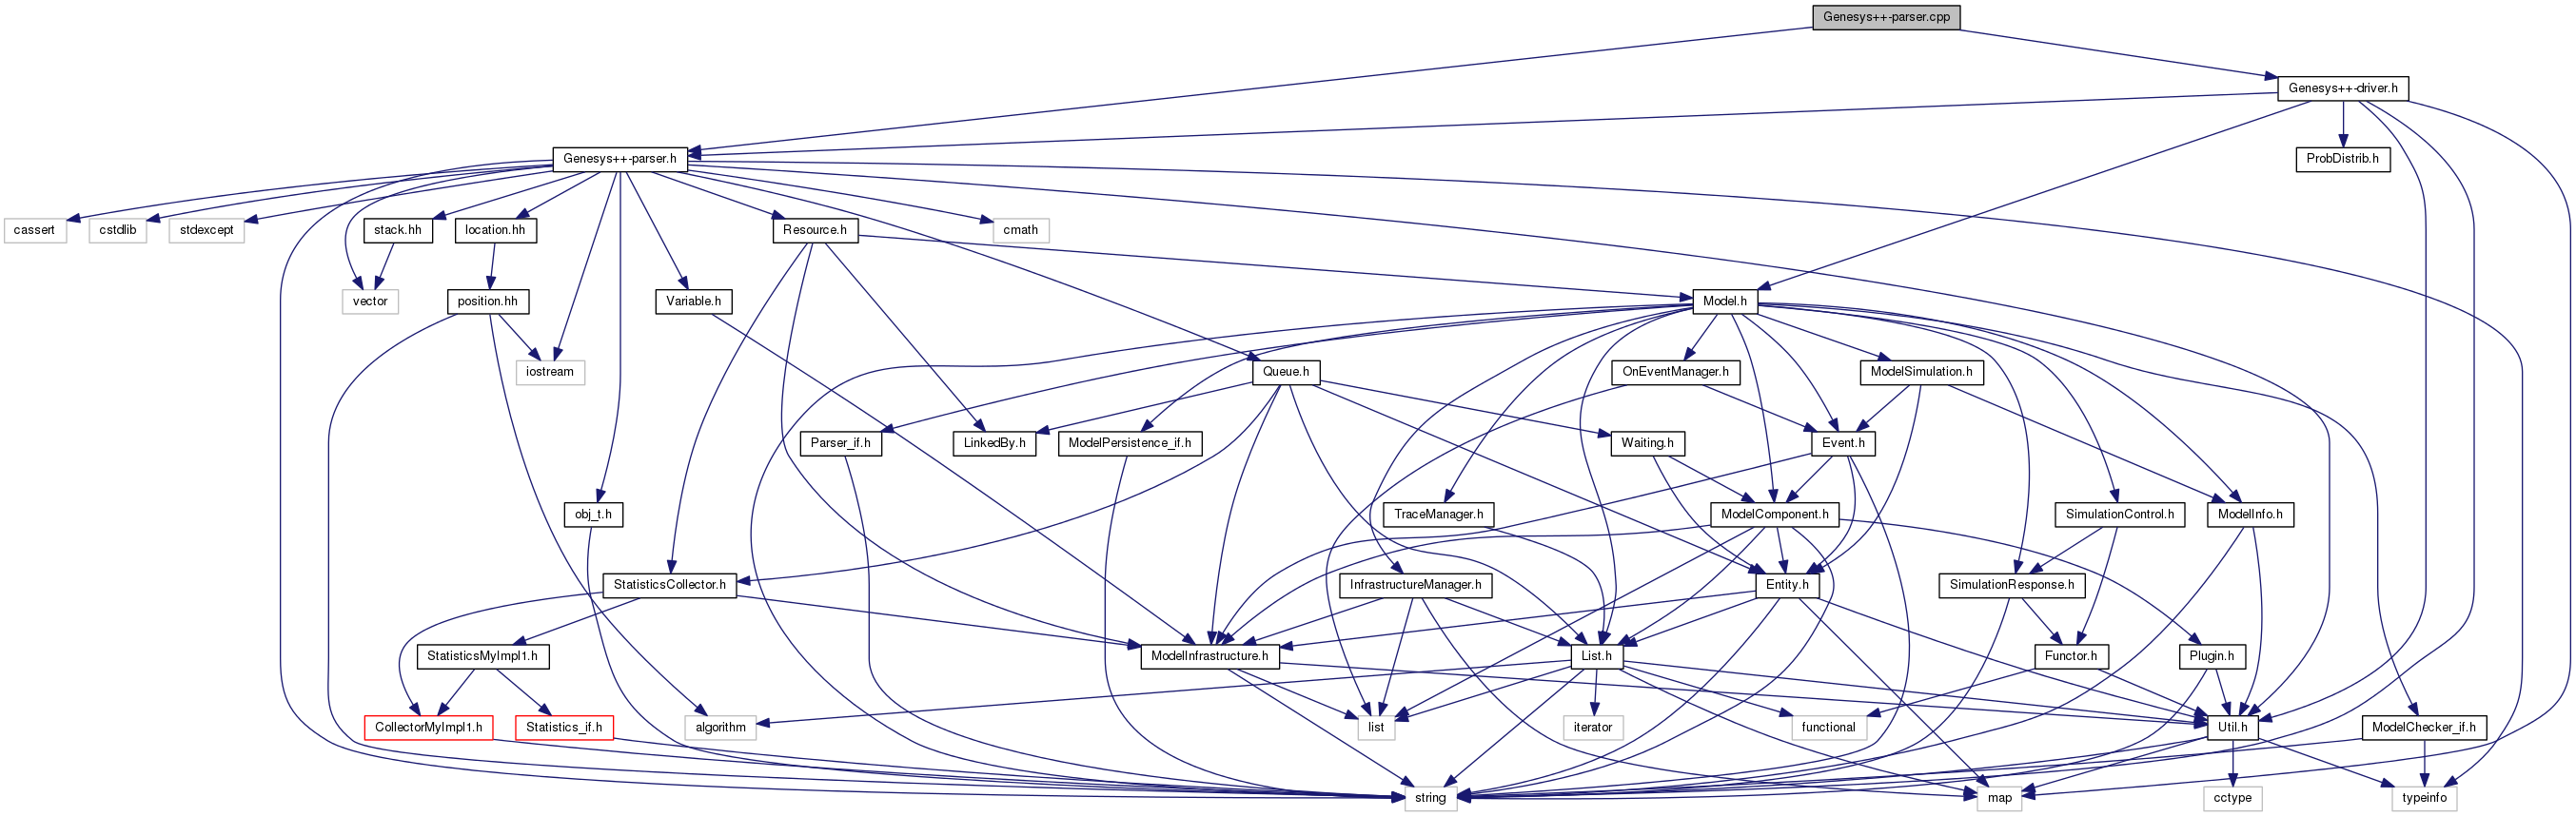 Genesys++-parser.cpp
Genesys++-driver.h
Genesys++-parser.h
ProbDistrib.h
cassert
cstdlib
stdexcept
stack.hh
location.hh
Resource.h
cmath
vector
position.hh
Variable.h
Model.h
iostream
Queue.h
OnEventManager.h
ModelSimulation.h
Parser_if.h
LinkedBy.h
ModelPersistence_if.h
Waiting.h
Event.h
obj_t.h
TraceManager.h
ModelComponent.h
SimulationControl.h
ModelInfo.h
StatisticsCollector.h
InfrastructureManager.h
Entity.h
SimulationResponse.h
StatisticsMyImpl1.h
ModelInfrastructure.h
List.h
Functor.h
Plugin.h
CollectorMyImpl1.h
Statistics_if.h
algorithm
list
iterator
functional
Util.h
ModelChecker_if.h
string
map
cctype
typeinfo